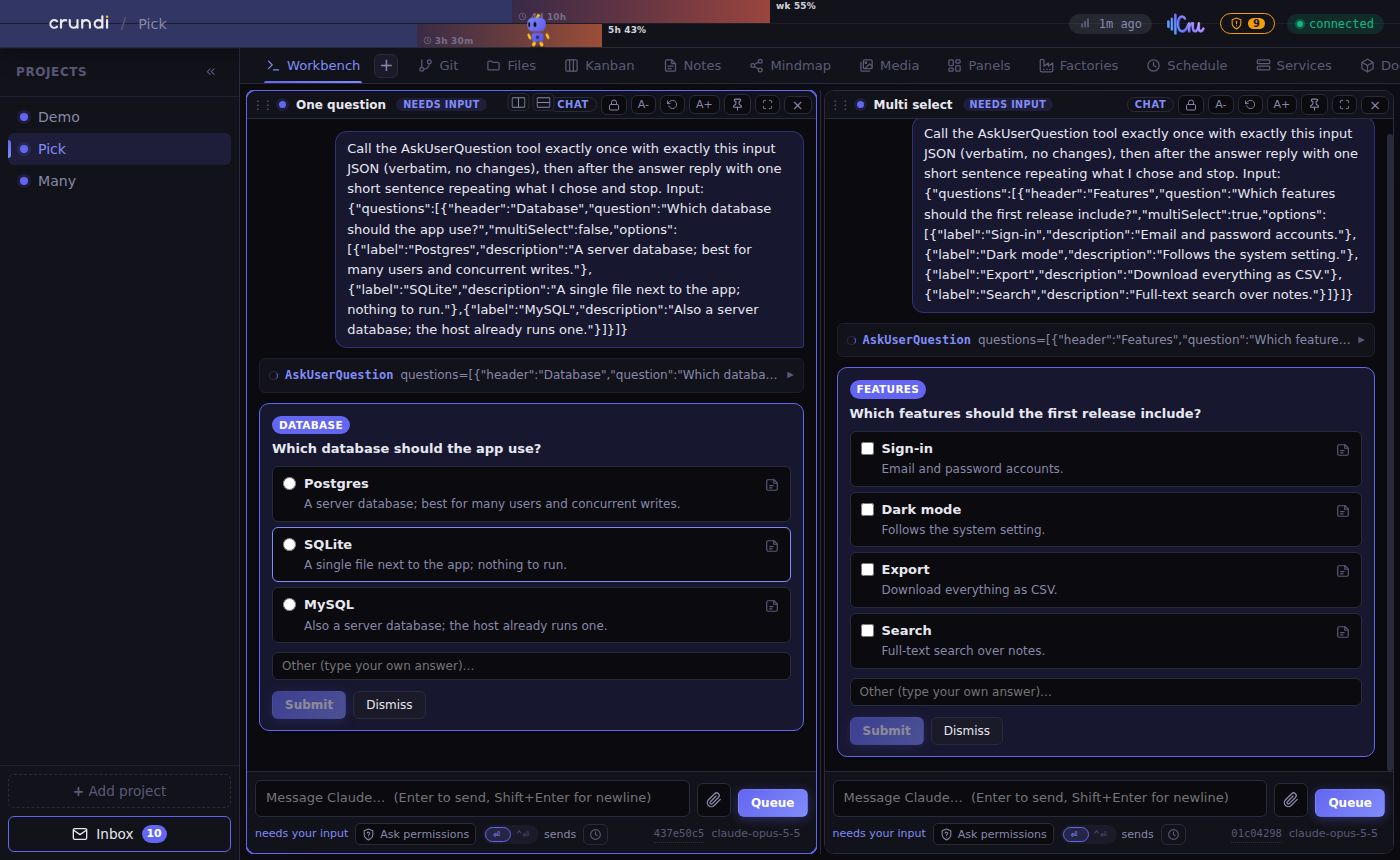 crundi / Pick
10h
wk 55%
3h 30m
5h 43%
1m ago
Cru
9
connected
PROJECTS
Demo
Pick
Many
+ Add project
Inbox 10
Workbench
+
Git
Files
Kanban
Notes
Mindmap
Media
Panels
Factories
Schedule
Services
Do
One question NEEDS INPUT CHAT A- A+
Call the AskUserQuestion tool exactly once with exactly this input
JSON (verbatim, no changes), then after the answer reply with one
short sentence repeating what I chose and stop. Input:
{"questions":[{"header":"Database","question":"Which database
should the app use?","multiSelect":false,"options":
[{"label":"Postgres","description":"A server database; best for
many users and concurrent writes."},
{"label":"SQLite","description":"A single file next to the app;
nothing to run."},{"label":"MySQL","description":"Also a server
database; the host already runs one."}]}]}
AskUserQuestion questions=[{"header":"Database","question":"Which databa…
DATABASE
Which database should the app use?
Postgres
A server database; best for many users and concurrent writes.
SQLite
A single file next to the app; nothing to run.
MySQL
Also a server database; the host already runs one.
Other (type your own answer)…
Submit Dismiss
Message Claude… (Enter to send, Shift+Enter for newline)
Queue
needs your input Ask permissions sends 437e50c5 claude-opus-5-5
Multi select NEEDS INPUT CHAT A- A+
Call the AskUserQuestion tool exactly once with exactly this input
JSON (verbatim, no changes), then after the answer reply with one
short sentence repeating what I chose and stop. Input:
{"questions":[{"header":"Features","question":"Which features
should the first release include?","multiSelect":true,"options":
[{"label":"Sign-in","description":"Email and password accounts."},
{"label":"Dark mode","description":"Follows the system setting."},
{"label":"Export","description":"Download everything as CSV."},
{"label":"Search","description":"Full-text search over notes."}]}]}
AskUserQuestion questions=[{"header":"Features","question":"Which feature…
FEATURES
Which features should the first release include?
Sign-in
Email and password accounts.
Dark mode
Follows the system setting.
Export
Download everything as CSV.
Search
Full-text search over notes.
Other (type your own answer)…
Submit Dismiss
Message Claude… (Enter to send, Shift+Enter for newline)
Queue
needs your input Ask permissions sends 01c04298 claude-opus-5-5